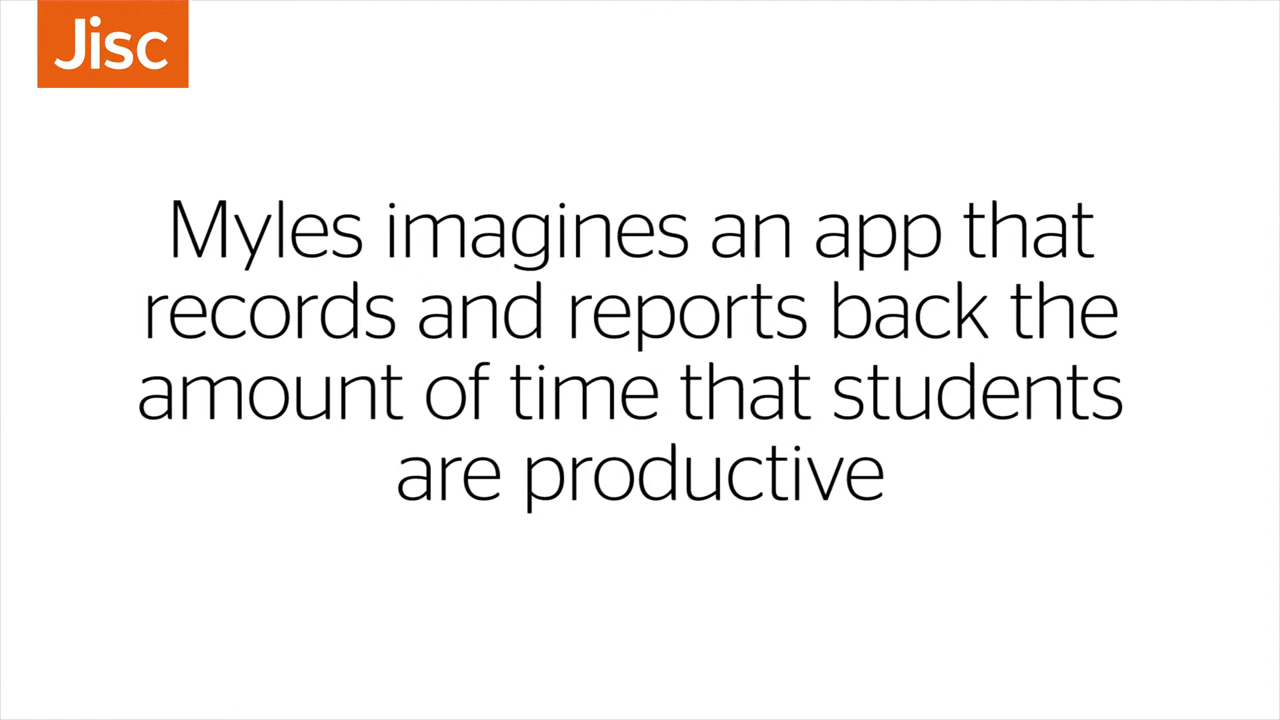 Jisc
Myles imagines an app that
records and reports back the
amount of time that students
are productive